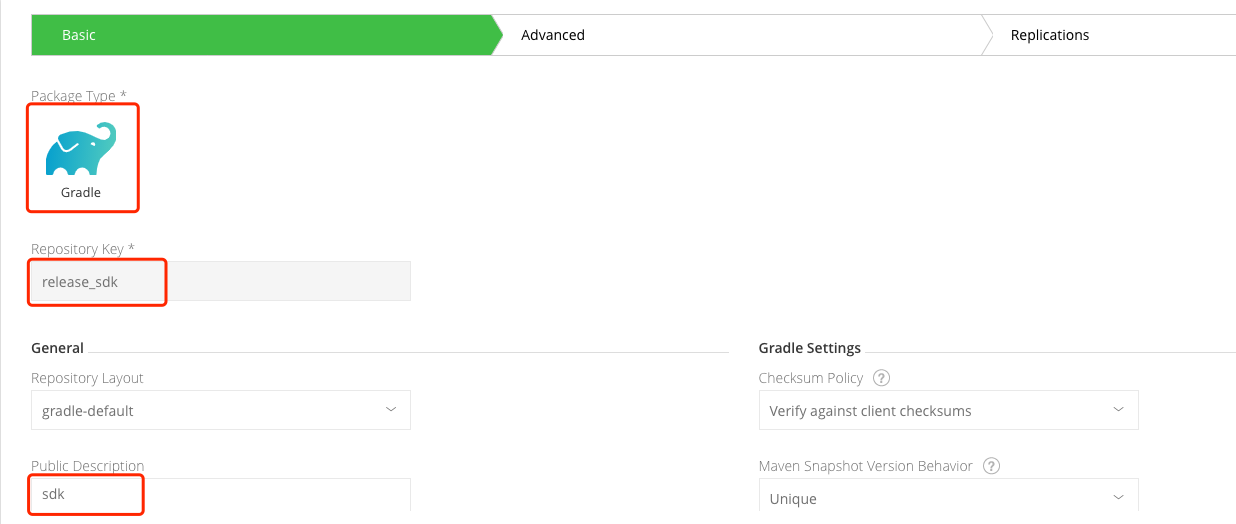 Basic
Advanced
Replications
Package Type *
Gradle
Repository Key *
release_sdk
General
Repository Layout
gradle-default
Public Description
sdk
Gradle Settings
Checksum Policy ?
Verify against client checksums
Maven Snapshot Version Behavior ?
Unique